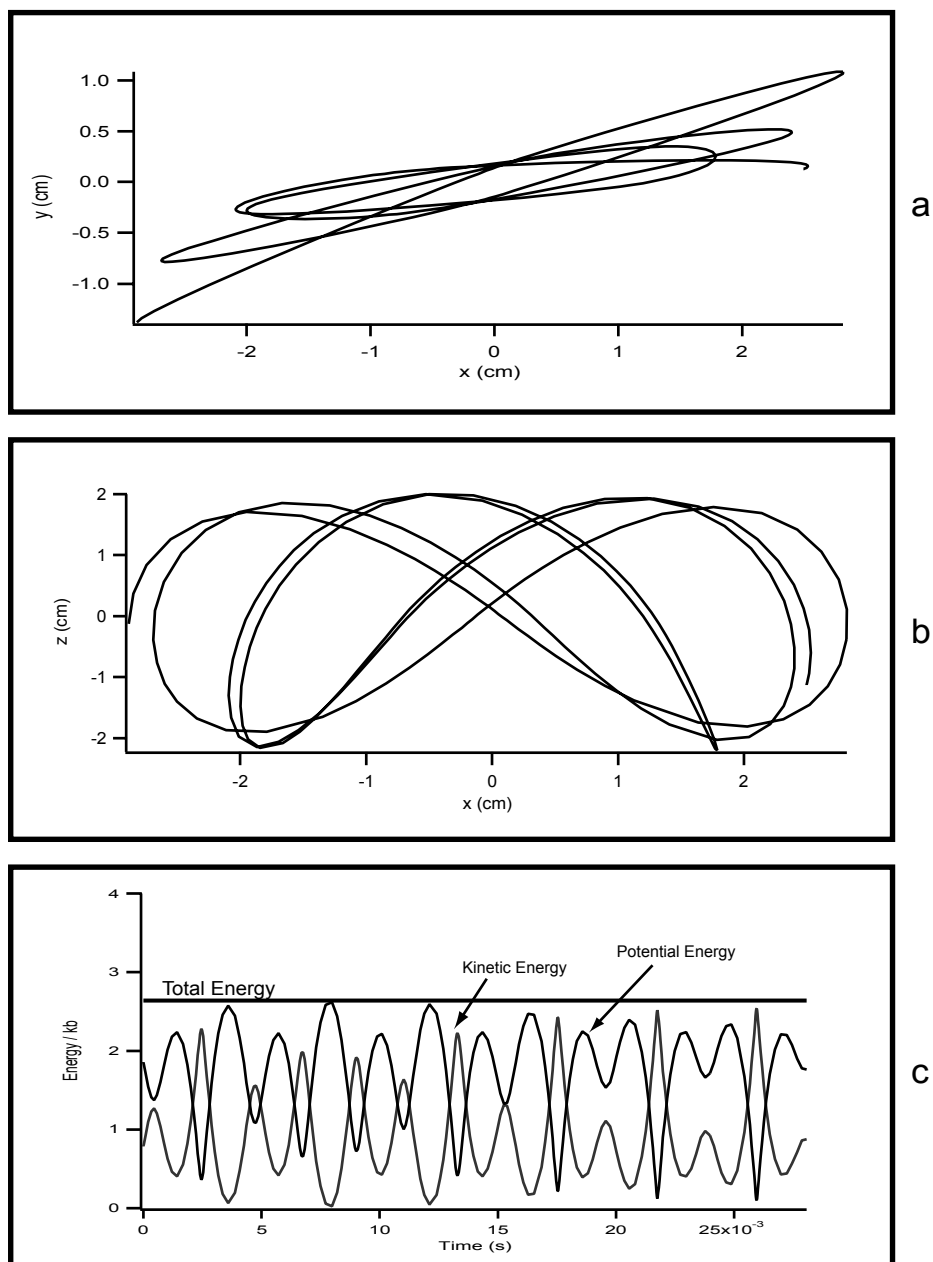 1.0
0.5
0.0
-0.5
-1.0
y (cm)
-2 -1 0 1 2
x (cm)
a
2
1
0
-1
-2
z (cm)
-2 -1 0 1 2
x (cm)
b
4
3
2
1
0
Energy / kb
Total Energy
Kinetic Energy
Potential Energy
0 5 10 15 20 25x10⁻³
Time (s)
c